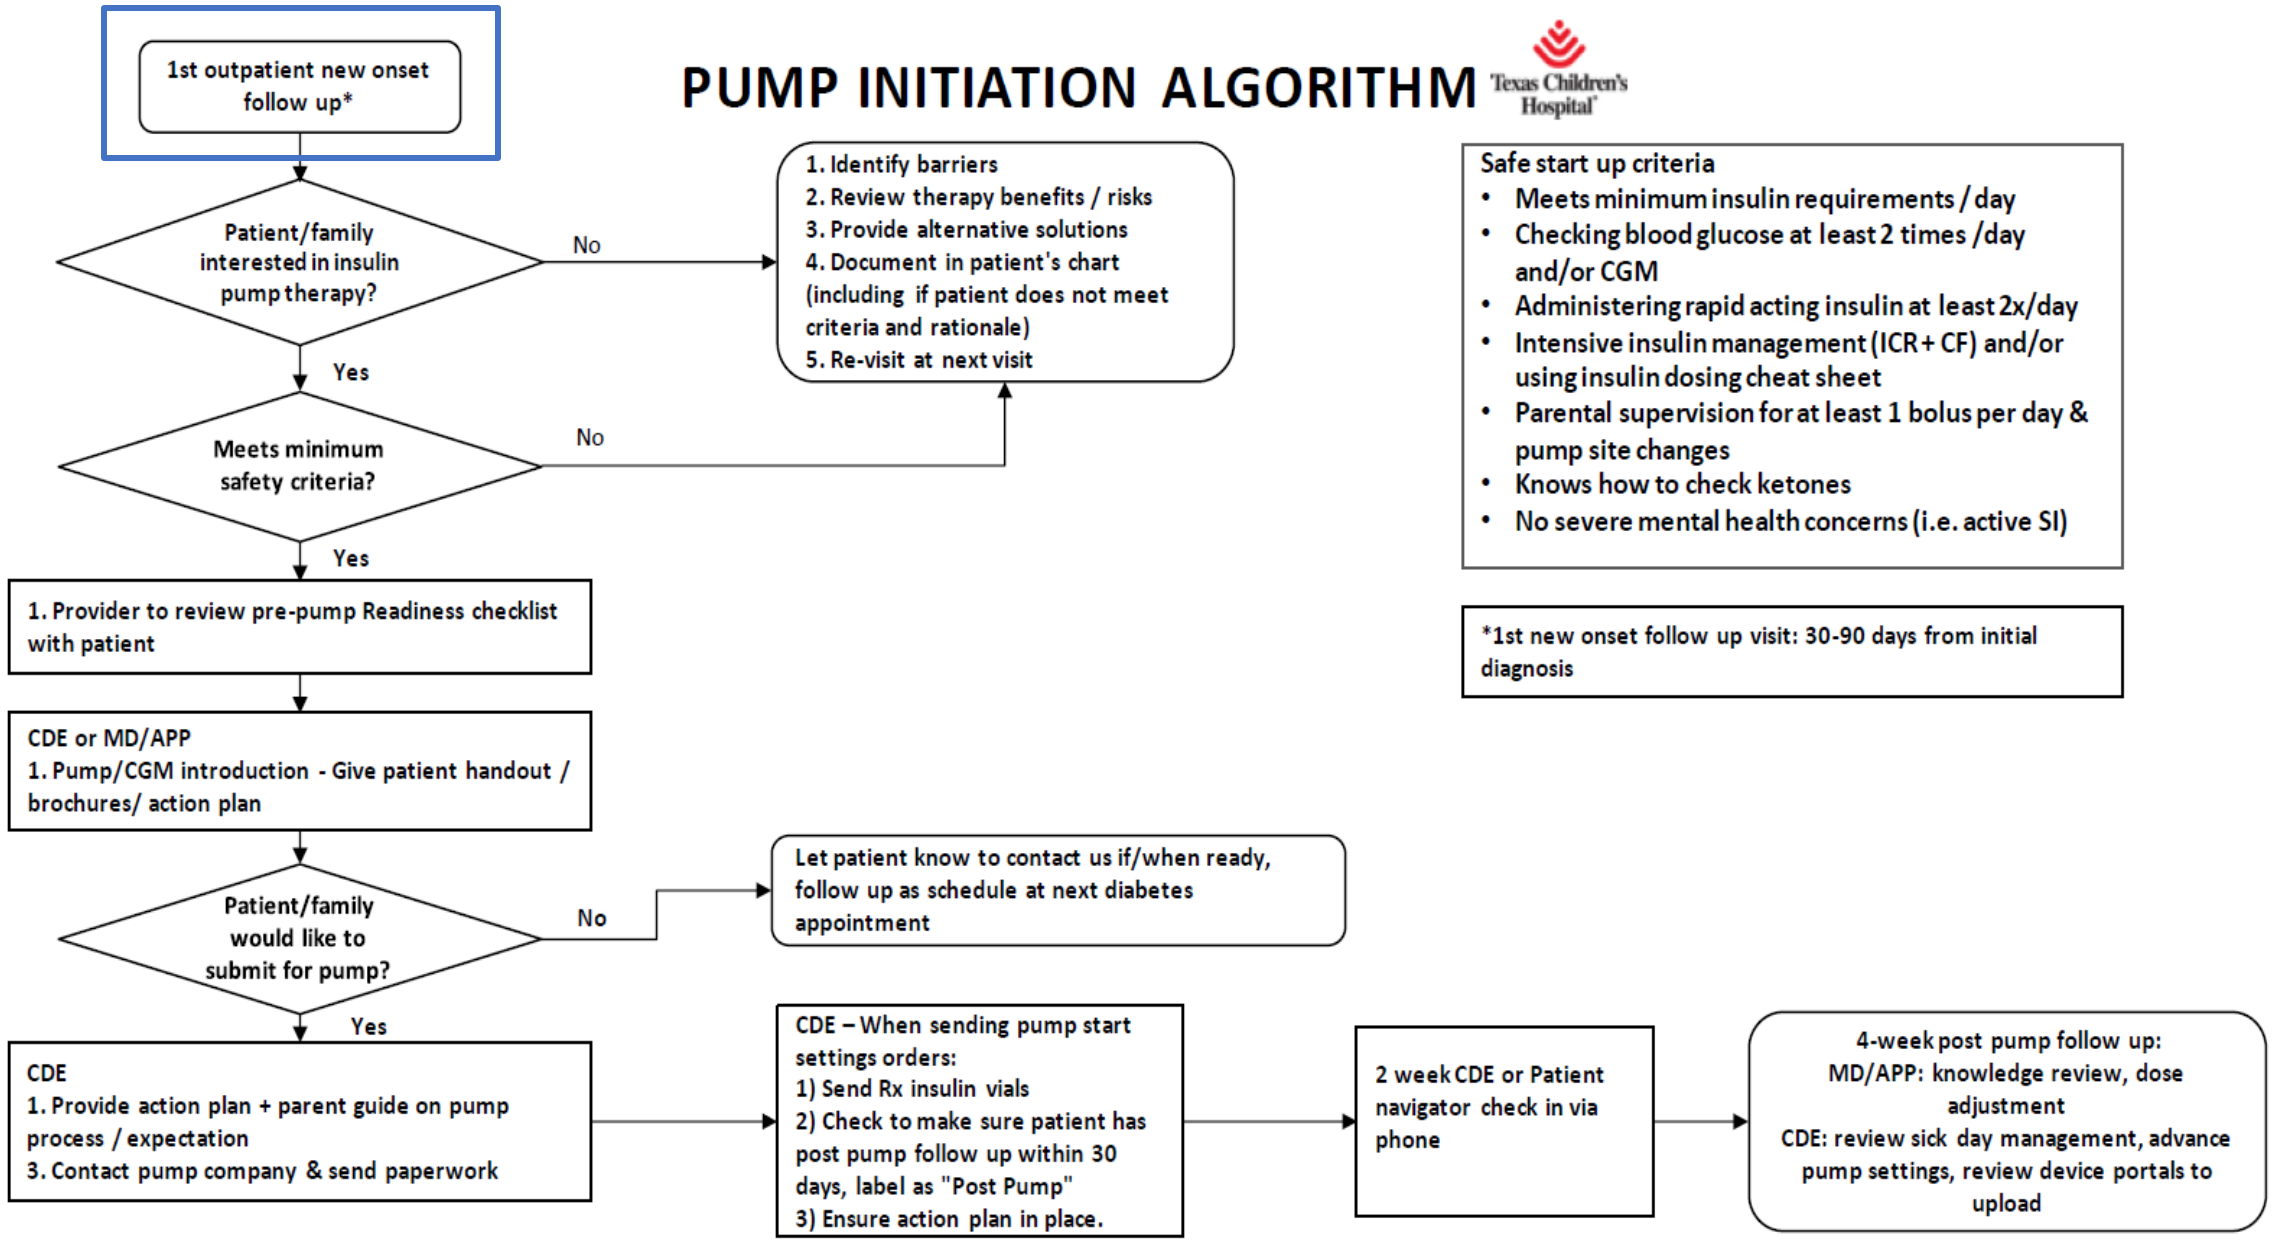 1st outpatient new onset
follow up*
PUMP INITIATION ALGORITHM
Texas Children's
Hospital®
Patient/family
interested in insulin
pump therapy?
No
1. Identify barriers
2. Review therapy benefits / risks
3. Provide alternative solutions
4. Document in patient's chart
(including if patient does not meet
criteria and rationale)
5. Re-visit at next visit
Safe start up criteria
• Meets minimum insulin requirements / day
• Checking blood glucose at least 2 times /day
and/or CGM
• Administering rapid acting insulin at least 2x/day
• Intensive insulin management (ICR + CF) and/or
using insulin dosing cheat sheet
• Parental supervision for at least 1 bolus per day &
pump site changes
• Knows how to check ketones
• No severe mental health concerns (i.e. active SI)
Yes
Meets minimum
safety criteria?
No
Yes
1. Provider to review pre-pump Readiness checklist
with patient
*1st new onset follow up visit: 30-90 days from initial
diagnosis
CDE or MD/APP
1. Pump/CGM introduction - Give patient handout /
brochures/ action plan
Patient/family
would like to
submit for pump?
No
Let patient know to contact us if/when ready,
follow up as schedule at next diabetes
appointment
Yes
CDE
1. Provide action plan + parent guide on pump
process / expectation
3. Contact pump company & send paperwork
CDE – When sending pump start
settings orders:
1) Send Rx insulin vials
2) Check to make sure patient has
post pump follow up within 30
days, label as "Post Pump"
3) Ensure action plan in place.
2 week CDE or Patient
navigator check in via
phone
4-week post pump follow up:
MD/APP: knowledge review, dose
adjustment
CDE: review sick day management, advance
pump settings, review device portals to
upload